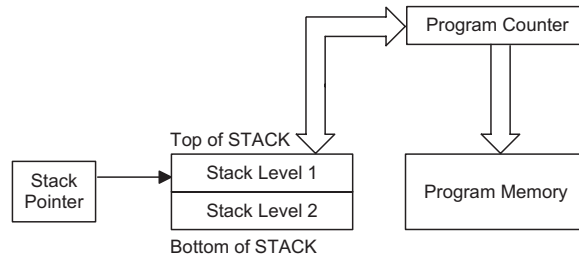 Program Counter
Top of STACK
Stack Level 1
Stack
Pointer
Program Memory
Stack Level 2
Bottom of STACK